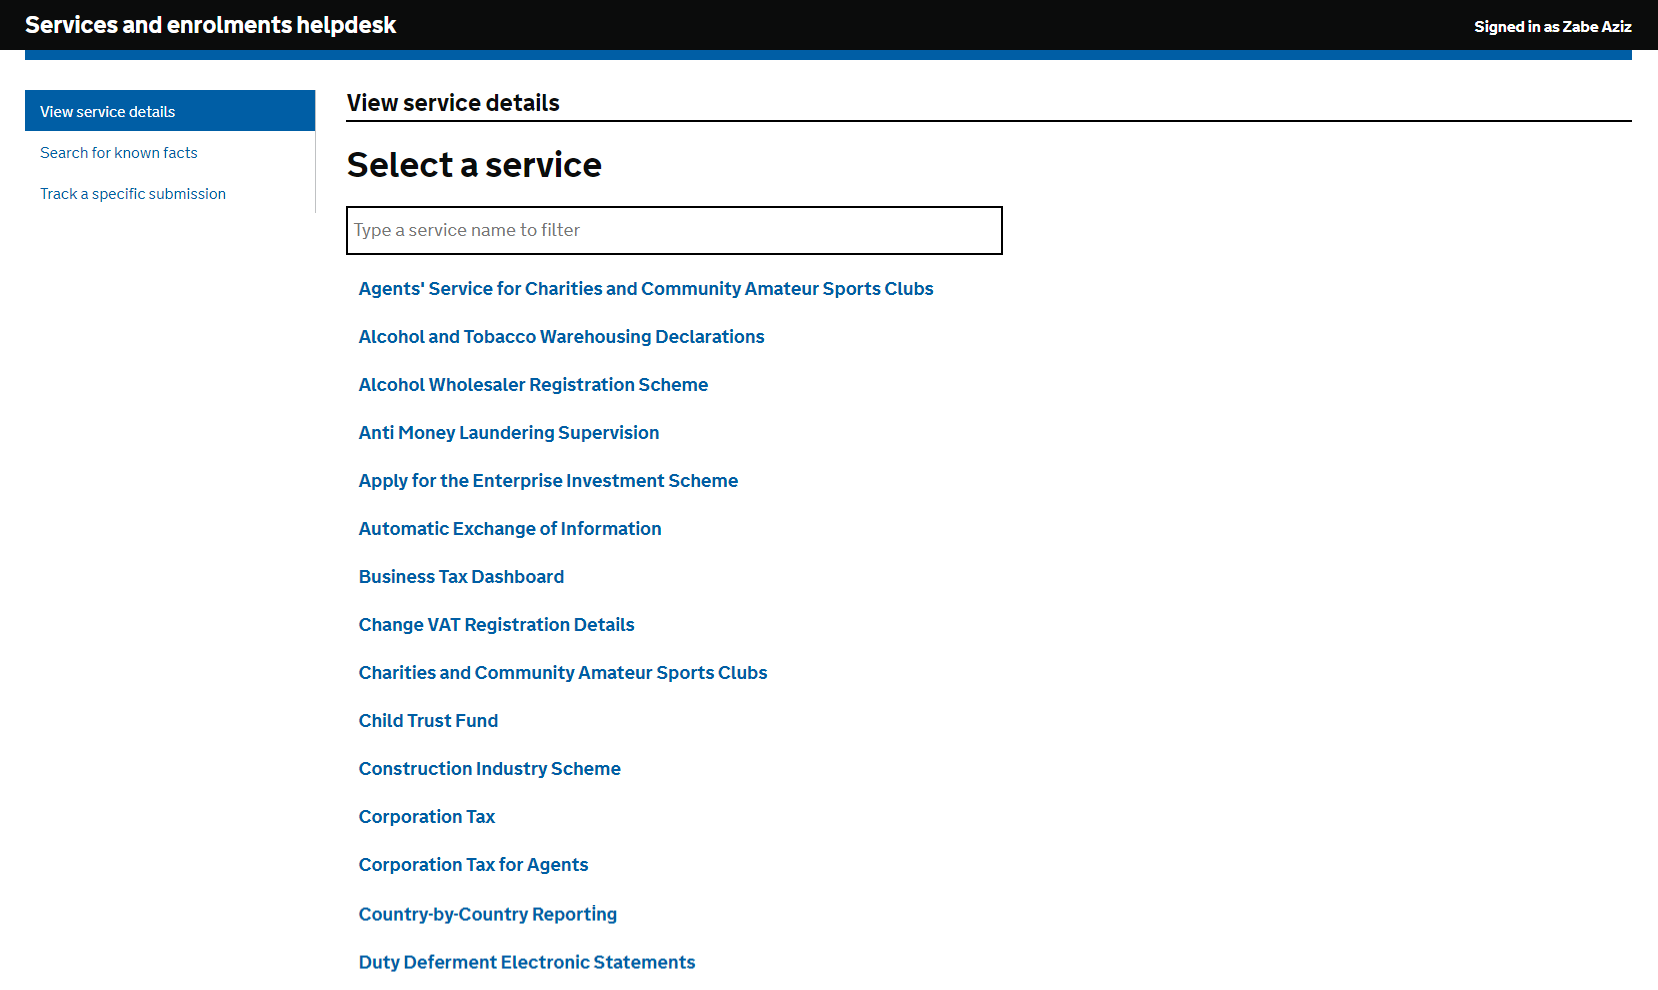 Services and enrolments helpdesk
Signed in as Zabe Aziz
View service details
Search for known facts
Track a specific submission
View service details
Select a service
Type a service name to filter
Agents' Service for Charities and Community Amateur Sports Clubs
Alcohol and Tobacco Warehousing Declarations
Alcohol Wholesaler Registration Scheme
Anti Money Laundering Supervision
Apply for the Enterprise Investment Scheme
Automatic Exchange of Information
Business Tax Dashboard
Change VAT Registration Details
Charities and Community Amateur Sports Clubs
Child Trust Fund
Construction Industry Scheme
Corporation Tax
Corporation Tax for Agents
Country-by-Country Reporting
Duty Deferment Electronic Statements